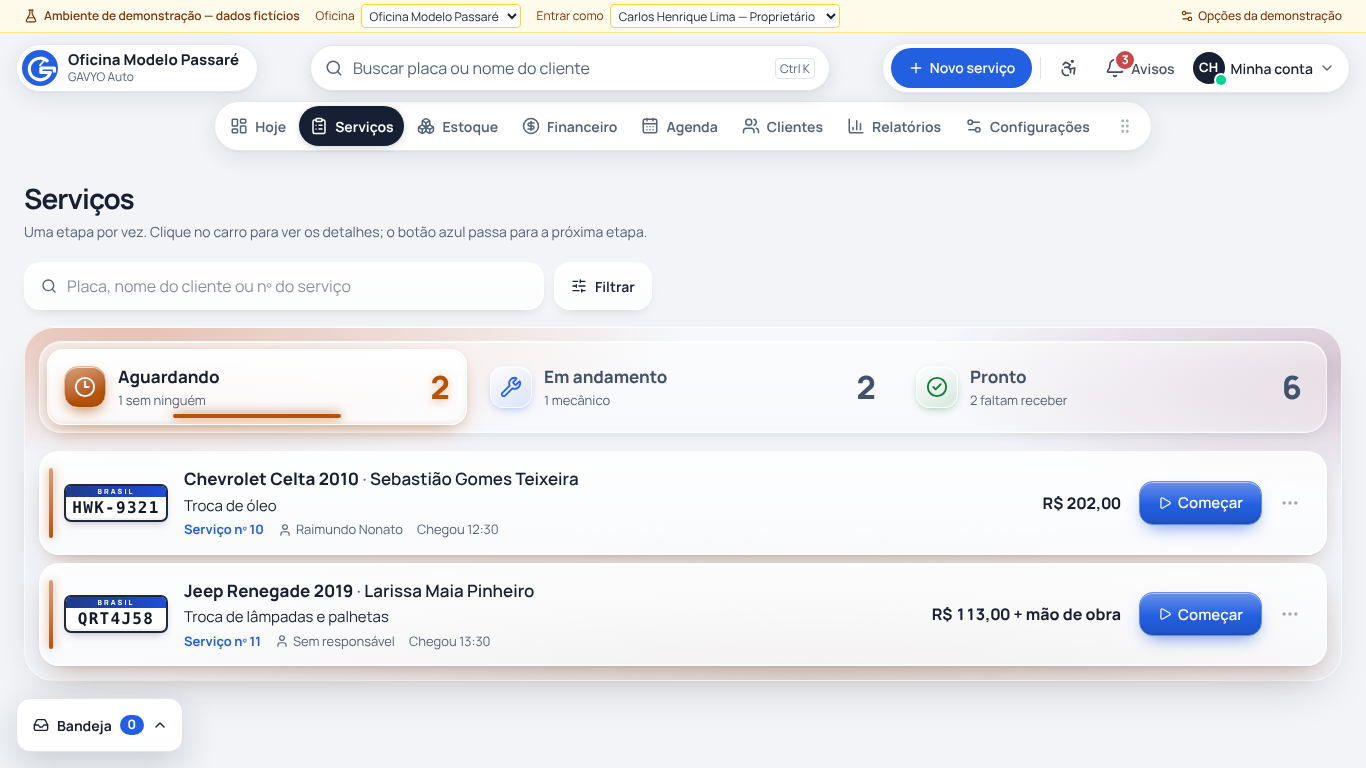 Ambiente de demonstração — dados fictícios
Oficina
Oficina Modelo Passaré
Entrar como
Carlos Henrique Lima — Proprietário
Opções da demonstração
Oficina Modelo Passaré
GAVYO Auto
Buscar placa ou nome do cliente
Ctrl K
Novo serviço
3
Avisos
CH
Minha conta
Hoje
Serviços
Estoque
Financeiro
Agenda
Clientes
Relatórios
Configurações
Serviços
Uma etapa por vez. Clique no carro para ver os detalhes; o botão azul passa para a próxima etapa.
Placa, nome do cliente ou nº do serviço
Filtrar
Aguardando
1 sem ninguém
2
Em andamento
1 mecânico
2
Pronto
2 faltam receber
6
BRASIL
HWK-9321
Chevrolet Celta 2010 · Sebastião Gomes Teixeira
Troca de óleo
Serviço nº 10
Raimundo Nonato
Chegou 12:30
R$ 202,00
Começar
BRASIL
QRT4J58
Jeep Renegade 2019 · Larissa Maia Pinheiro
Troca de lâmpadas e palhetas
Serviço nº 11
Sem responsável
Chegou 13:30
R$ 113,00 + mão de obra
Começar
Bandeja
0